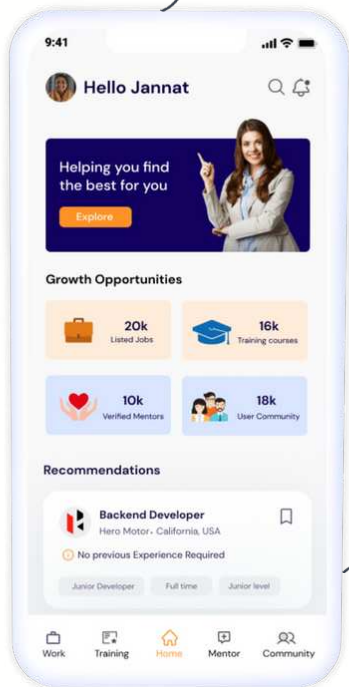 9:41
Hello Jannat
Helping you find
the best for you
Explore
Growth Opportunities
20k
Listed Jobs
16k
Training courses
10k
Verified Mentors
18k
User Community
Recommendations
Backend Developer
Hero Motor, California, USA
No previous Experience Required
Junior Developer Full time Junior level
Work Training Home Mentor Community